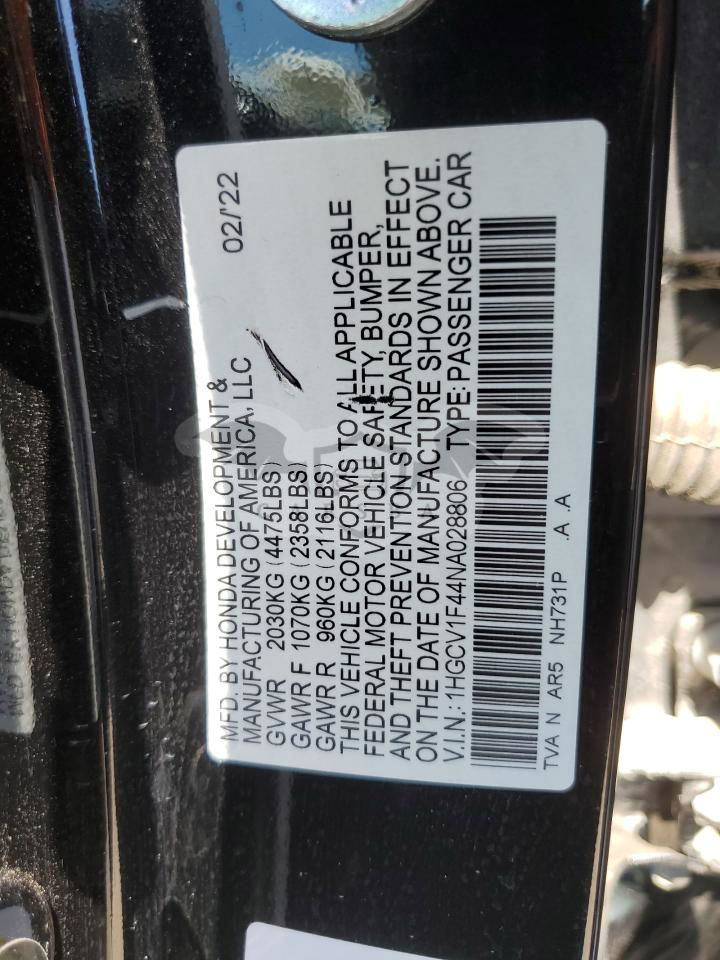 MFD. BY HONDA DEVELOPMENT & 02/'22
MANUFACTURING OF AMERICA, LLC
GVWR 2030KG (4475LBS)
GAWR F 1070KG (2358LBS)
GAWR R 960KG (2116LBS)
THIS VEHICLE CONFORMS TO ALL APPLICABLE
FEDERAL MOTOR VEHICLE SAFETY, BUMPER,
AND THEFT PREVENTION STANDARDS IN EFFECT
ON THE DATE OF MANUFACTURE SHOWN ABOVE.
V.I.N.: 1HGCV1F44NA028806 TYPE: PASSENGER CAR
TVA N AR5 NH731P .A .A